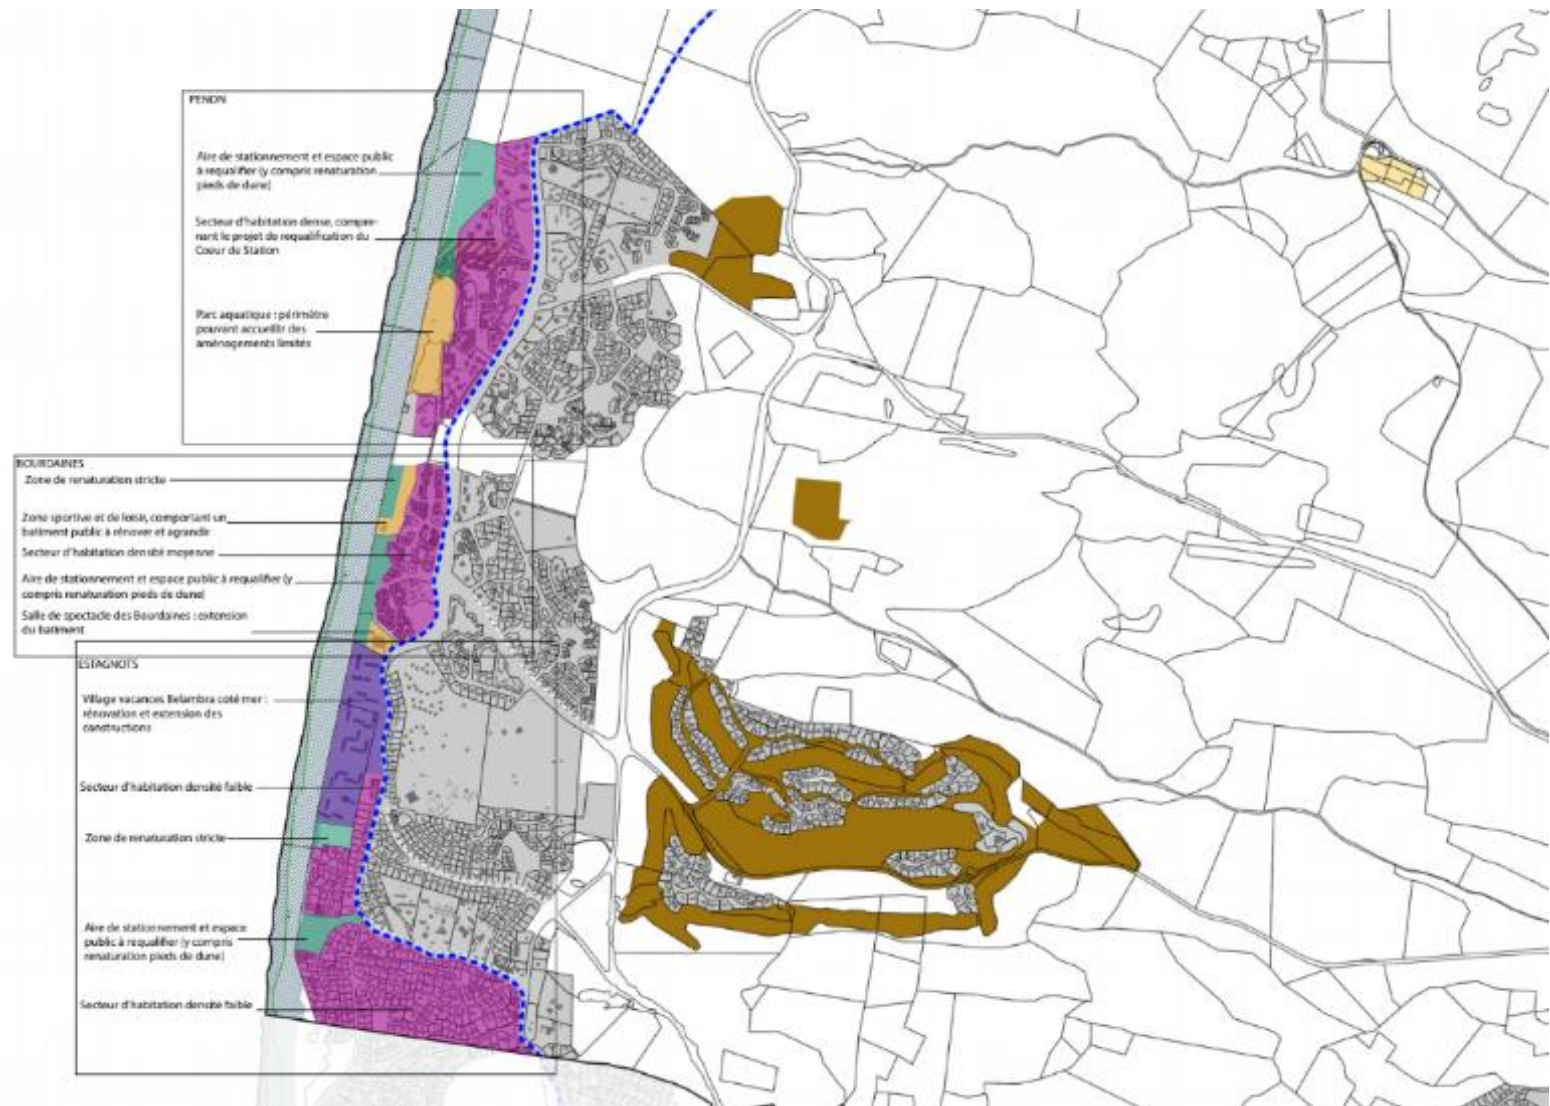 PENON
Aire de stationnement et espace public
à requalifier (y compris renaturation
pieds de dune)
Secteur d'habitation dense, compre-
nant le projet de requalification du
Coeur de Station
Parc aquatique : périmètre
pouvant accueillir des
aménagements limités
BOURDAINES
Zone de renaturation stricte
Zone sportive et de loisir, comportant un
batiment public à rénover et agrandir
Secteur d'habitation densité moyenne
Aire de stationnement et espace public à requalifier (y
compris renaturation pieds de dune)
Salle de spectacle des Bourdaines : extension
du batiment
ESTAGNOTS
Village vacances Belambra coté mer :
rénovation et extension des
constructions
Secteur d'habitation densité faible
Zone de renaturation stricte
Aire de stationnement et espace
public à requalifier (y compris
renaturation pieds de dune)
Secteur d'habitation densité faible